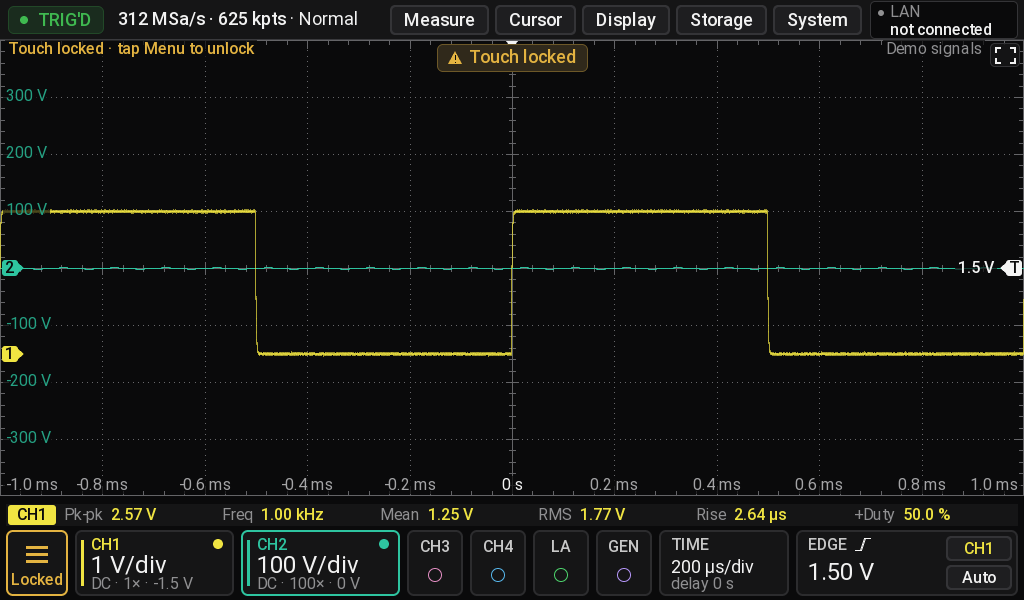 TRIG'D
312 MSa/s · 625 kpts · Normal
Measure
Cursor
Display
Storage
System
LAN
not connected
Touch locked · tap Menu to unlock
Touch locked
Demo signals
300 V
200 V
100 V
2
1.5 V
T
-100 V
1
-200 V
-300 V
-1.0 ms
-0.8 ms
-0.6 ms
-0.4 ms
-0.2 ms
0 s
0.2 ms
0.4 ms
0.6 ms
0.8 ms
1.0 ms
CH1 Pk-pk 2.57 V Freq 1.00 kHz Mean 1.25 V RMS 1.77 V Rise 2.64 µs +Duty 50.0 %
Locked
CH1
1 V/div
DC · 1× · -1.5 V
CH2
100 V/div
DC · 100× · 0 V
CH3
CH4
LA
GEN
TIME
200 µs/div
delay 0 s
EDGE
1.50 V
CH1
Auto